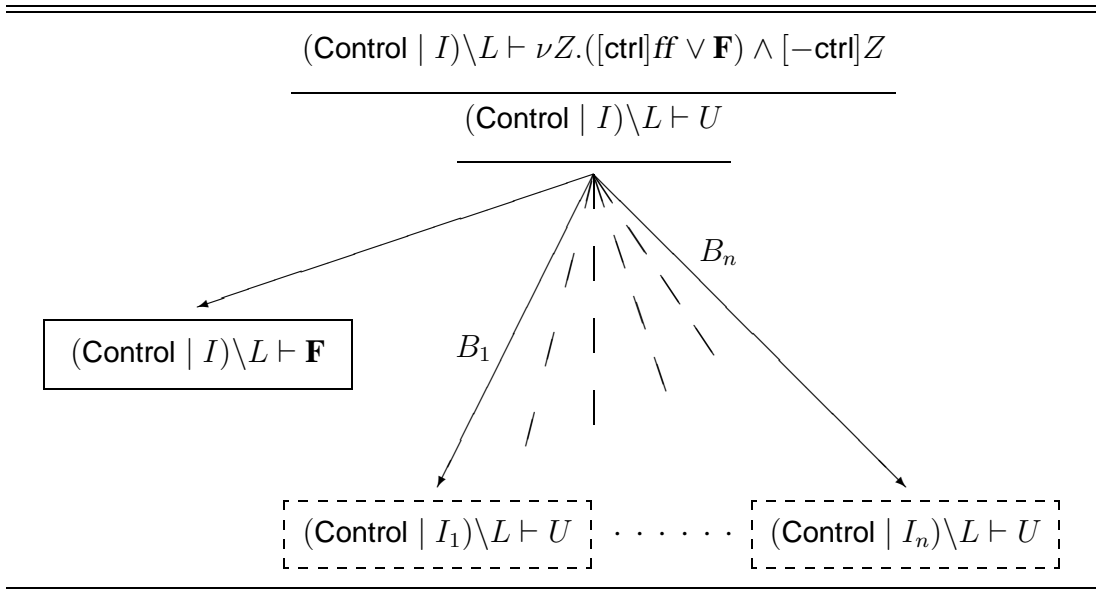 (Control | I)\L ⊢ νZ.([ctrl]ff ∨ F) ∧ [−ctrl]Z
(Control | I)\L ⊢ U
B_n
B_1
(Control | I)\L ⊢ F
(Control | I_1)\L ⊢ U · · · · · · (Control | I_n)\L ⊢ U